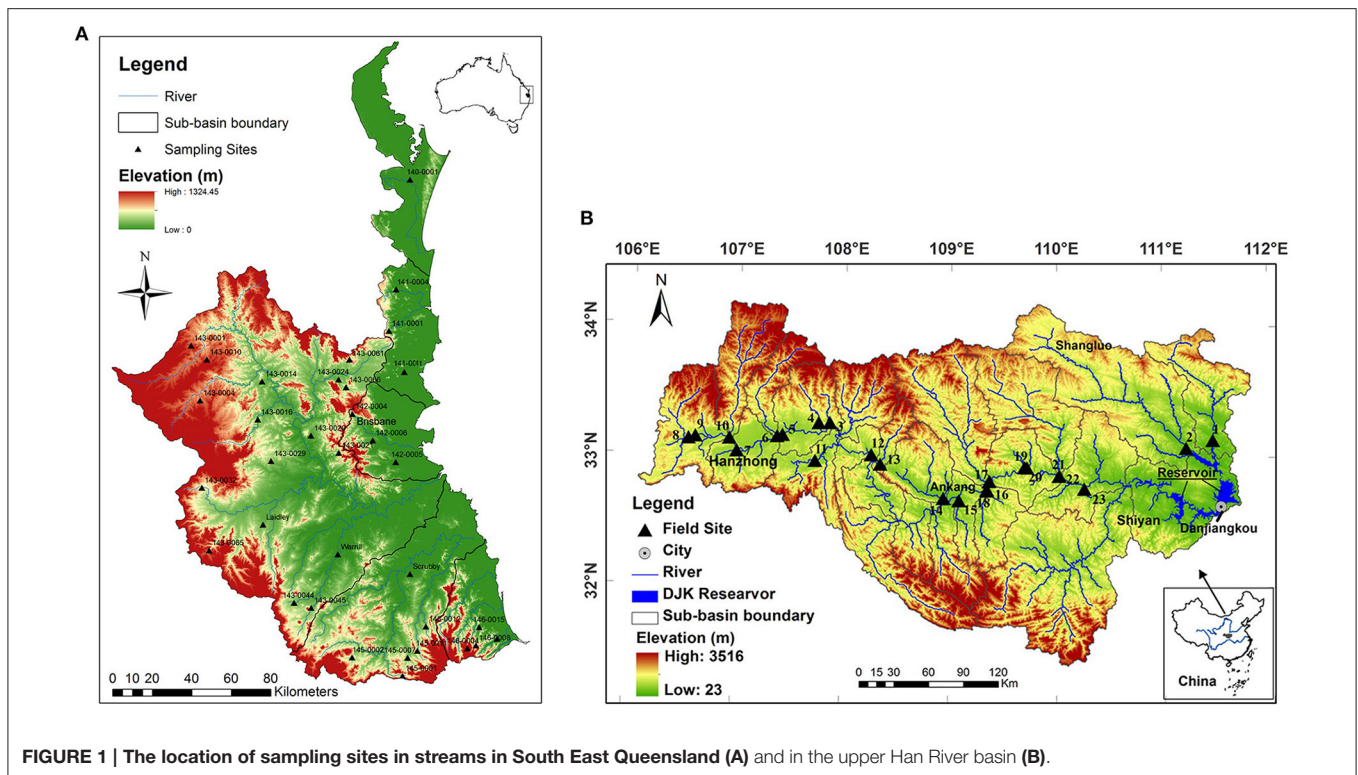 A
Legend
River
Sub-basin boundary
Sampling Sites
Elevation (m)
High : 1324.45
Low : 0
N
140-0001
141-0004
141-0001
141-0011
143-0001
143-0010
143-0014
143-0004
143-0016
143-0024
142-0004
Brisbane
143-0020
142-0006
142-0005
143-0029
143-0032
Laidley
Warrill
Scrubby
143-0044
143-0045
146-0015
145-0002
145-0007
0 10 20 40 60 80
Kilometers
B
106°E 107°E 108°E 109°E 110°E 111°E 112°E
N
34°N
33°N
32°N
Shangluo
4
3
5
6
8
9
10
7
11
12
13
1
2
Hanzhong
17
19
20
21
22
23
Reservoir
Ankang
14
15
16
18
Shiyan
Danjiangkou
Legend
Field Site
City
River
DJK Researvor
Sub-basin boundary
Elevation (m)
High: 3516
Low: 23
0 15 30 60 90 120
Km
China
FIGURE 1 | The location of sampling sites in streams in South East Queensland (A) and in the upper Han River basin (B).